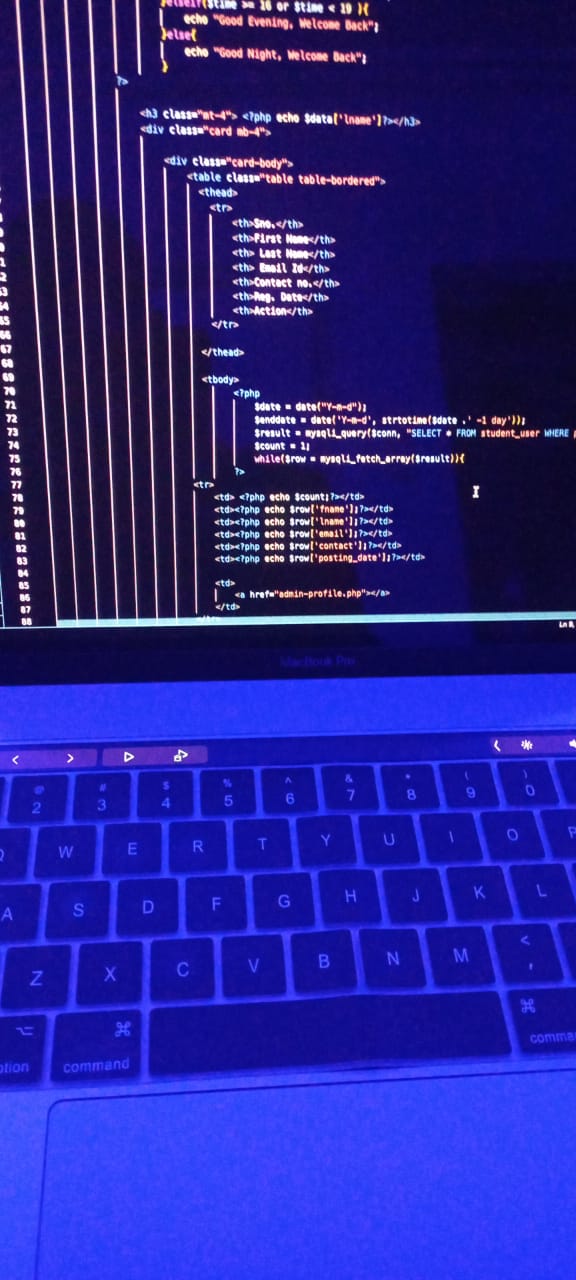 }elseif($time >= 16 or $time < 19 ){
echo "Good Evening, Welcome Back";
}else{
echo "Good Night, Welcome Back";
}
?>
<h3 class="mt-4"> <?php echo $data['lname']?></h3>
<div class="card mb-4">
<div class="card-body">
<table class="table table-bordered">
<thead>
<tr>
<th>Sno.</th>
<th>First Name</th>
<th> Last Name</th>
<th> Email Id</th>
<th>Contact no.</th>
<th>Reg. Date</th>
<th>Action</th>
65 </tr>
66
67 </thead>
68
69 <tbody>
70 <?php
71 $date = date("Y-m-d");
72 $enddate = date('Y-m-d', strtotime($date .' -1 day'));
73 $result = mysqli_query($conn, "SELECT * FROM student_user WHERE
74 $count = 1;
75 while($row = mysqli_fetch_array($result)){
76 ?>
77 <tr>
78 <td> <?php echo $count;?></td>
79 <td><?php echo $row['fname'];?></td>
80 <td><?php echo $row['lname'];?></td>
81 <td><?php echo $row['email'];?></td>
82 <td><?php echo $row['contact'];?></td>
83 <td><?php echo $row['posting_date'];?></td>
84
85 <td>
86 <a href="admin-profile.php"></a>
87 </td>
88
MacBook Pro
@ # $ % ^ & * ( )
2 3 4 5 6 7 8 9 0
W E R T Y U I O P
A S D F G H J K L
Z X C V B N M < ,
⌥ ⌘ ⌘
command